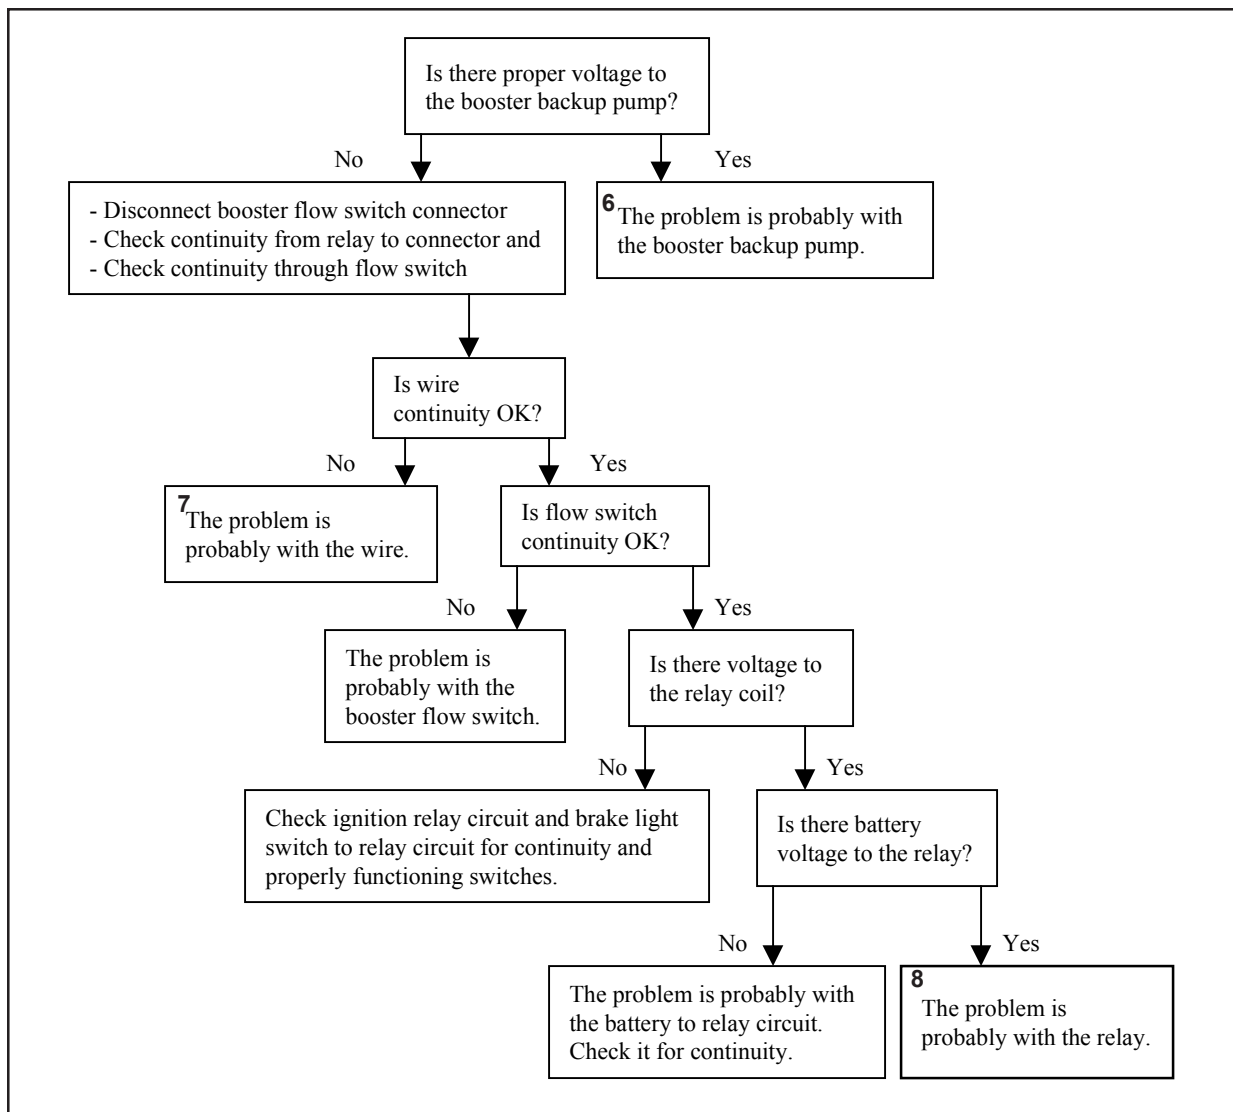 Is there proper voltage to
the booster backup pump?
No
Yes
- Disconnect booster flow switch connector
- Check continuity from relay to connector and
- Check continuity through flow switch
6
The problem is probably with
the booster backup pump.
Is wire
continuity OK?
No
Yes
7
The problem is
probably with the wire.
Is flow switch
continuity OK?
No
Yes
The problem is
probably with the
booster flow switch.
Is there voltage to
the relay coil?
No
Yes
Check ignition relay circuit and brake light
switch to relay circuit for continuity and
properly functioning switches.
Is there battery
voltage to the relay?
No
Yes
The problem is probably with
the battery to relay circuit.
Check it for continuity.
8
The problem is
probably with the relay.